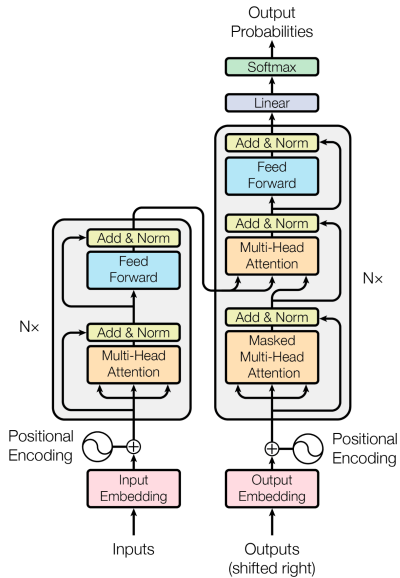 Output
Probabilities
Softmax
Linear
Add & Norm
Feed
Forward
Add & Norm
Multi-Head
Attention
Add & Norm
Masked
Multi-Head
Attention
N×
Add & Norm
Feed
Forward
Add & Norm
Multi-Head
Attention
N×
Positional
Encoding
Positional
Encoding
Input
Embedding
Output
Embedding
Inputs
Outputs
(shifted right)